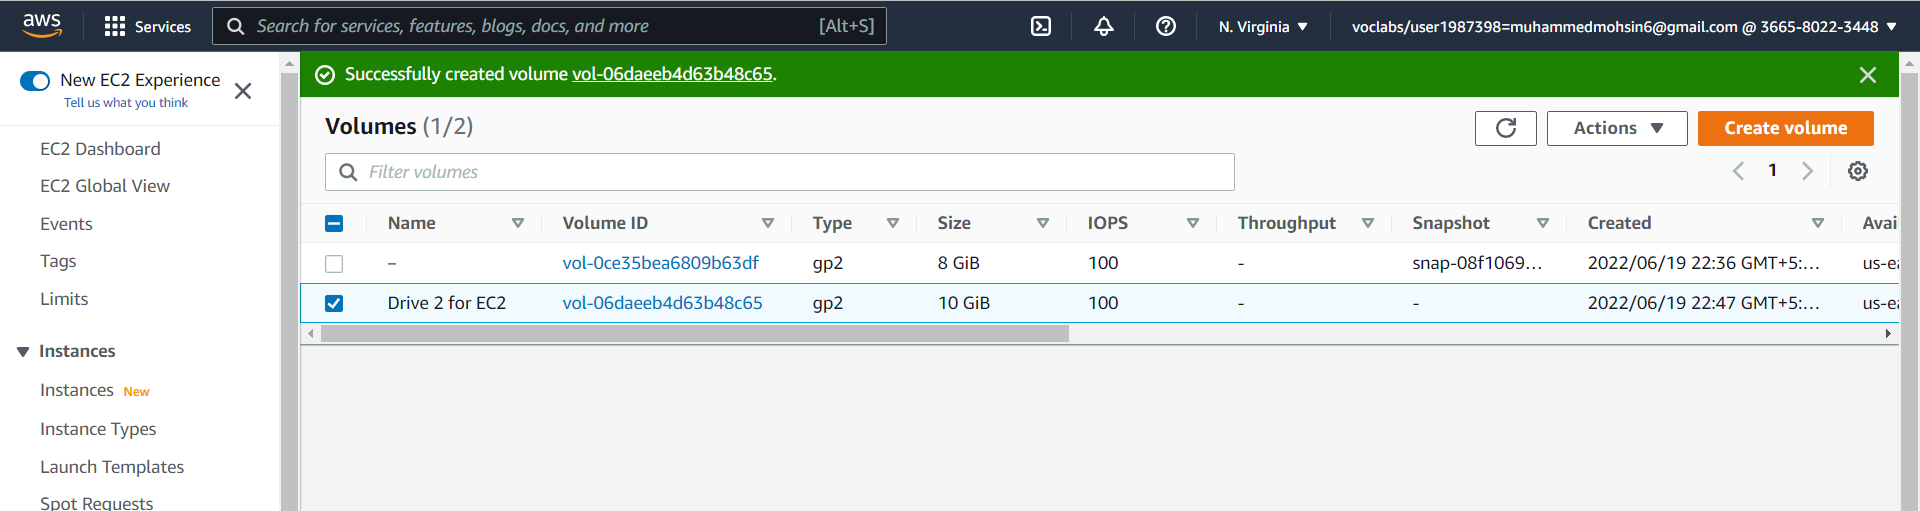 aws Services Search for services, features, blogs, docs, and more [Alt+S] N. Virginia voclabs/user1987398=muhammedmohsin6@gmail.com @ 3665-8022-3448
New EC2 Experience
Tell us what you think
EC2 Dashboard
EC2 Global View
Events
Tags
Limits
Instances
Instances New
Instance Types
Launch Templates
Spot Requests
Successfully created volume vol-06daeeb4d63b48c65.
Volumes (1/2) Actions Create volume
Filter volumes 1
Name Volume ID Type Size IOPS Throughput Snapshot Created Avai
– vol-0ce35bea6809b63df gp2 8 GiB 100 - snap-08f1069... 2022/06/19 22:36 GMT+5:... us-ea
Drive 2 for EC2 vol-06daeeb4d63b48c65 gp2 10 GiB 100 - - 2022/06/19 22:47 GMT+5:... us-ea